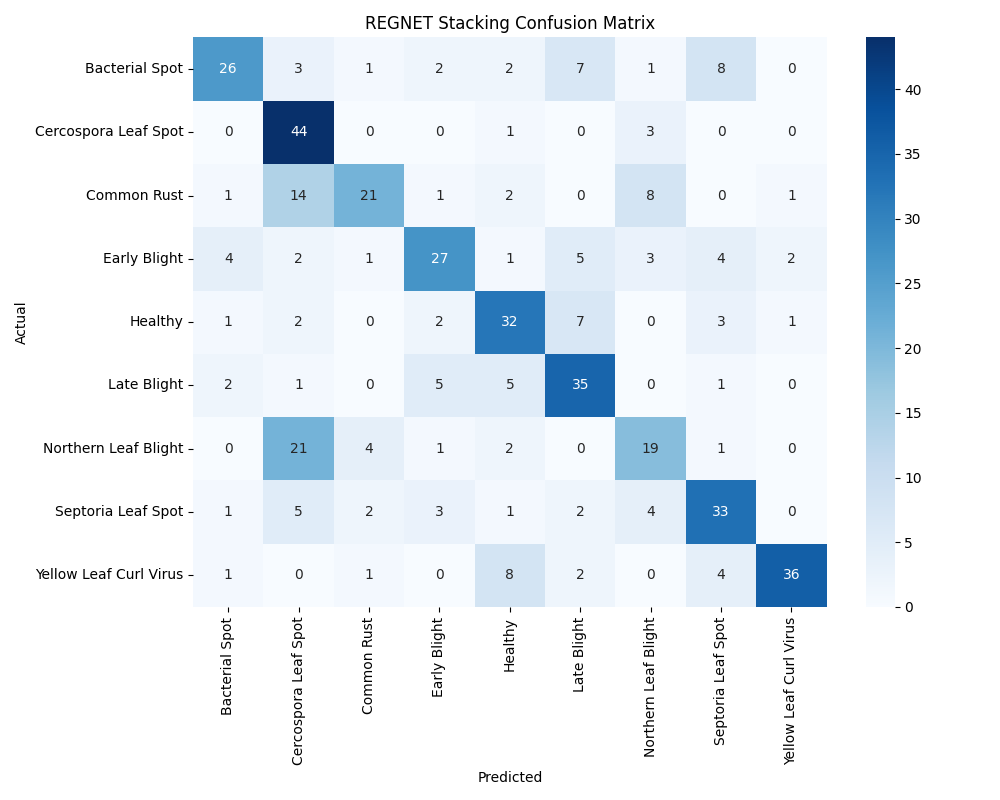 REGNET Stacking Confusion Matrix
Actual
Bacterial Spot 26 3 1 2 2 7 1 8 0
Cercospora Leaf Spot 0 44 0 0 1 0 3 0 0
Common Rust 1 14 21 1 2 0 8 0 1
Early Blight 4 2 1 27 1 5 3 4 2
Healthy 1 2 0 2 32 7 0 3 1
Late Blight 2 1 0 5 5 35 0 1 0
Northern Leaf Blight 0 21 4 1 2 0 19 1 0
Septoria Leaf Spot 1 5 2 3 1 2 4 33 0
Yellow Leaf Curl Virus 1 0 1 0 8 2 0 4 36
Bacterial Spot
Cercospora Leaf Spot
Common Rust
Early Blight
Healthy
Late Blight
Northern Leaf Blight
Septoria Leaf Spot
Yellow Leaf Curl Virus
Predicted
40
35
30
25
20
15
10
5
0